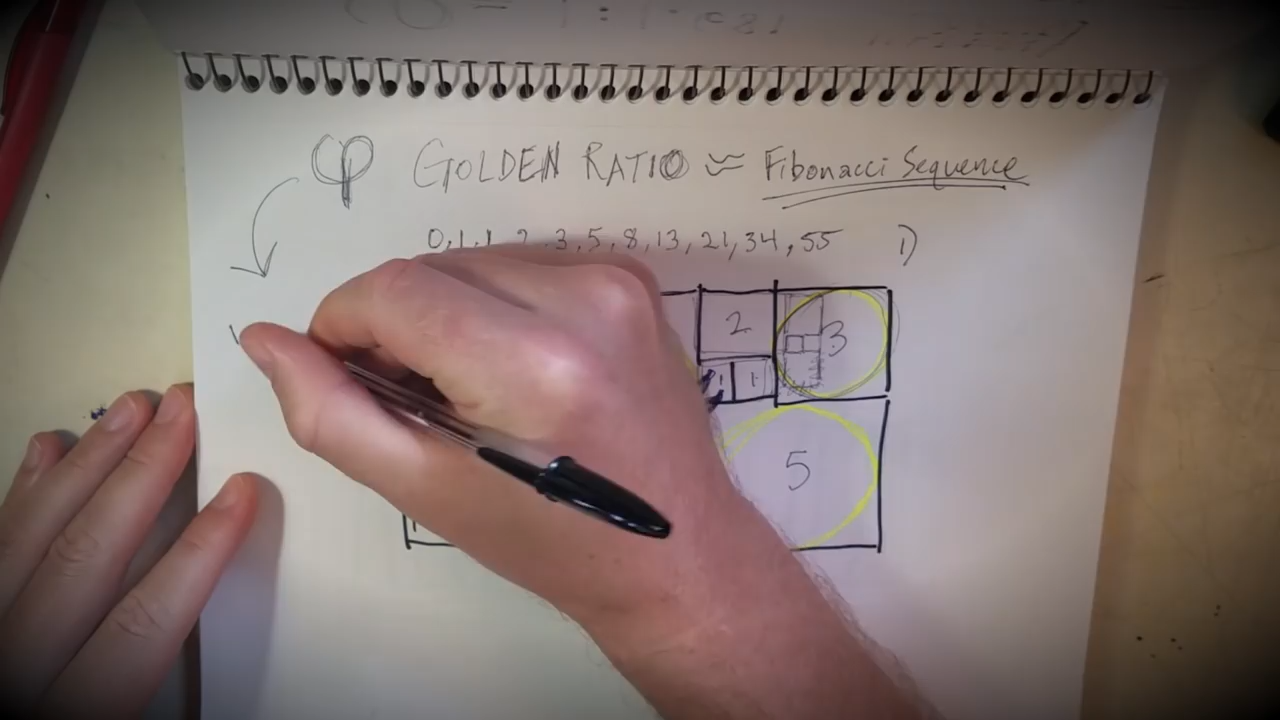 φ GOLDEN RATIO ≈ Fibonacci Sequence
0, 1, 1, 2, 3, 5, 8, 13, 21, 34, 55 1)
2 3
1 1
5